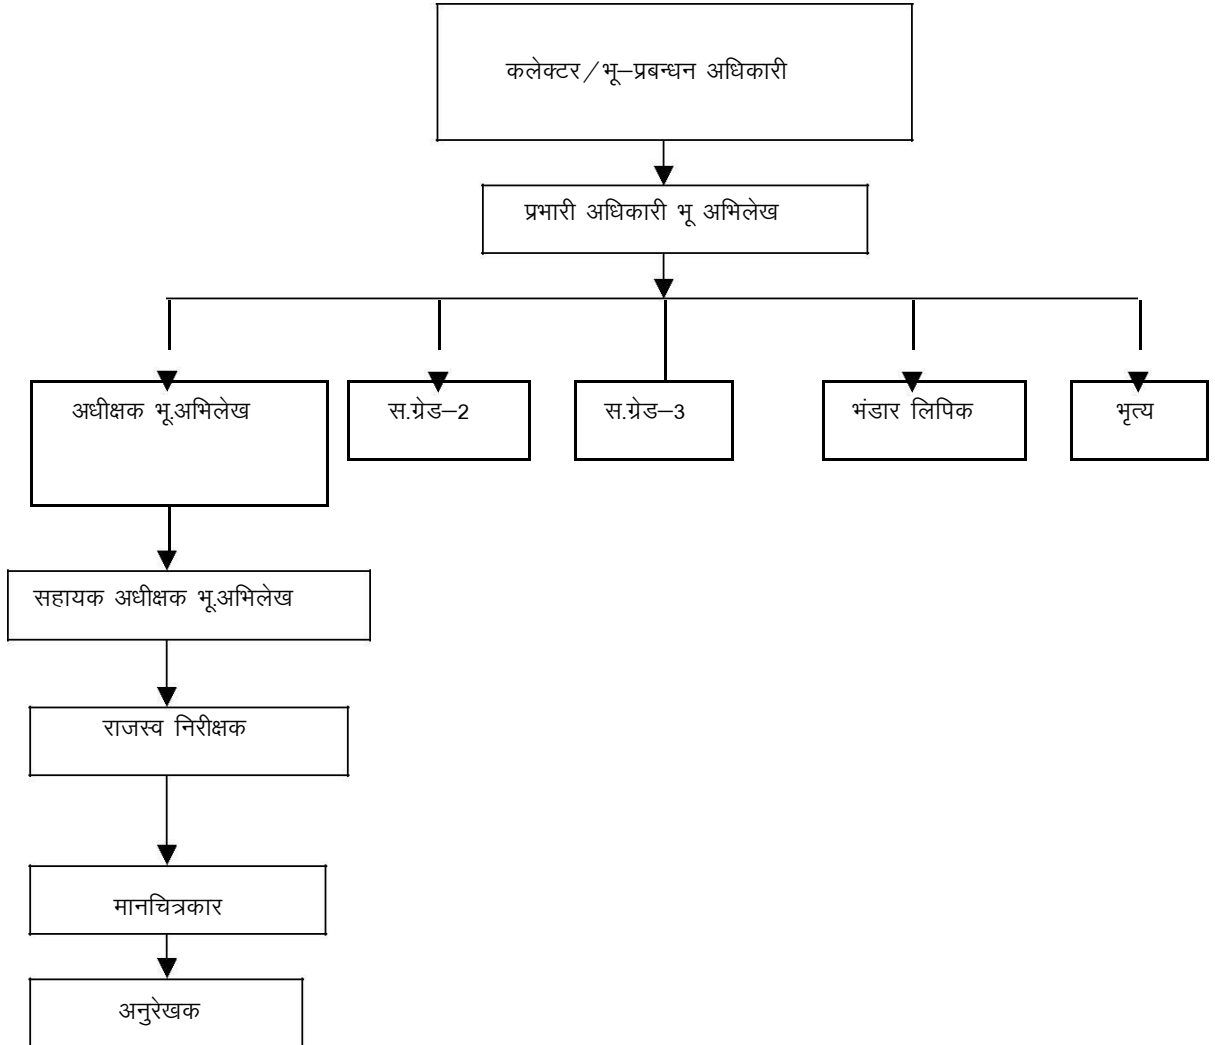 कलेक्टर/भू–प्रबन्धन अधिकारी
प्रभारी अधिकारी भू अभिलेख
अधीक्षक भू.अभिलेख
स.ग्रेड–2
स.ग्रेड–3
भंडार लिपिक
भृत्य
सहायक अधीक्षक भू.अभिलेख
राजस्व निरीक्षक
मानचित्रकार
अनुरेखक